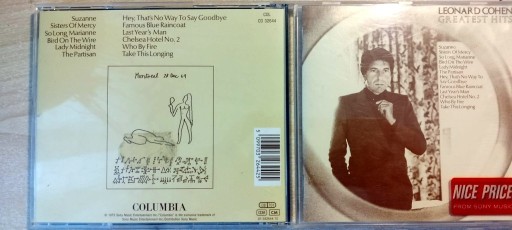 Suzanne
Sisters Of Mercy
So Long, Marianne
Bird On The Wire
Lady Midnight
The Partisan
Hey, That's No Way To Say Goodbye
Famous Blue Raincoat
Last Year's Man
Chelsea Hotel No. 2
Who By Fire
Take This Longing
Montreal
COLUMBIA
LEONARD COHEN
GREATEST HITS
Suzanne
Sisters Of Mercy
So Long, Marianne
Bird On The Wire
Lady Midnight
The Partisan
Hey, That's No Way To
Say Goodbye
Famous Blue Raincoat
Last Year's Man
Chelsea Hotel No. 2
Who By Fire
Take This Longing
NICE PRICE
FROM SONY MUSIC